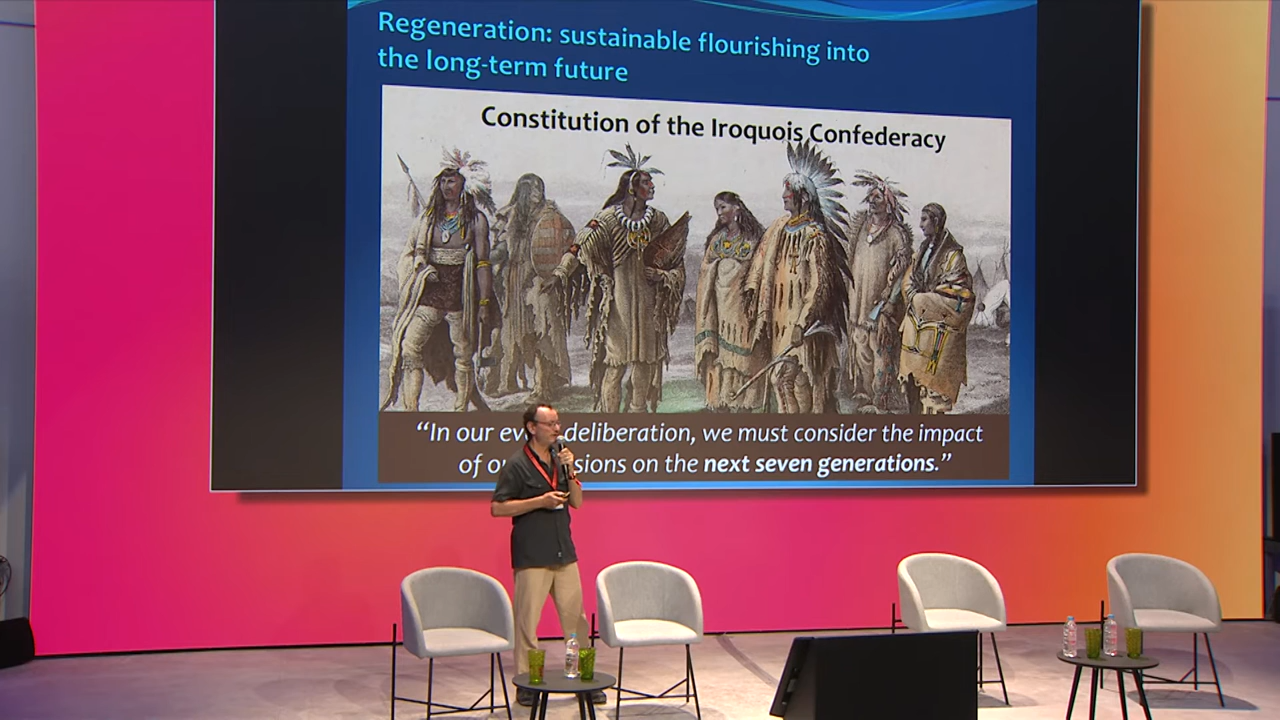 Regeneration: sustainable flourishing into
the long-term future
Constitution of the Iroquois Confederacy
“In our deliberation, we must consider the impact
of on the next seven generations.”